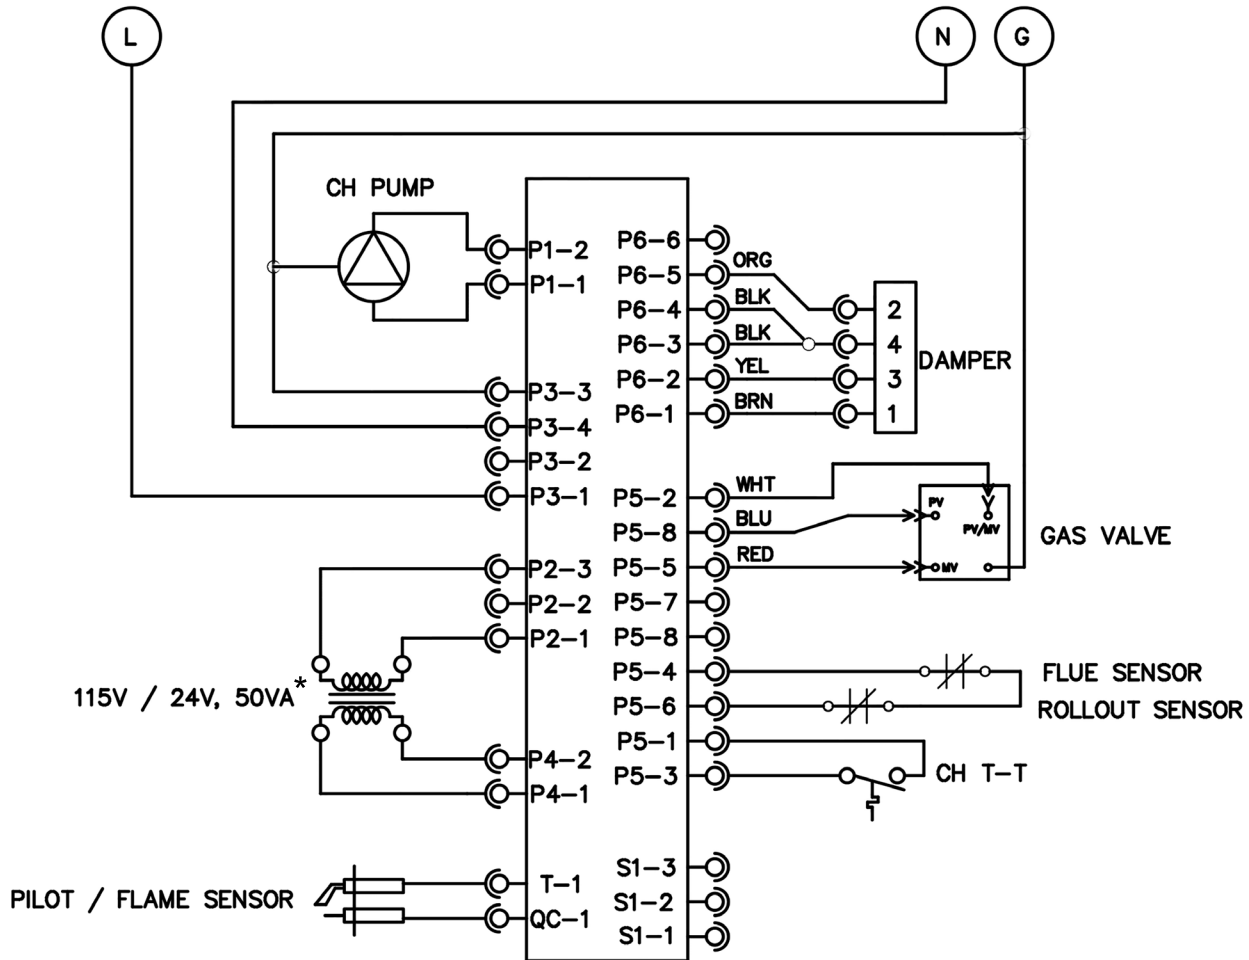 L
N
G
CH PUMP
P1-2
P1-1
P3-3
P3-4
P3-2
P3-1
P2-3
P2-2
P2-1
115V / 24V, 50VA*
P4-2
P4-1
PILOT / FLAME SENSOR
T-1
QC-1
P6-6
P6-5
ORG
P6-4
BLK
P6-3
BLK
P6-2
YEL
P6-1
BRN
2
4
3
1
DAMPER
P5-2
WHT
P5-8
BLU
P5-5
RED
PV
PV/MV
MV
GAS VALVE
P5-7
P5-8
P5-4
FLUE SENSOR
P5-6
ROLLOUT SENSOR
P5-1
P5-3
CH T-T
S1-3
S1-2
S1-1